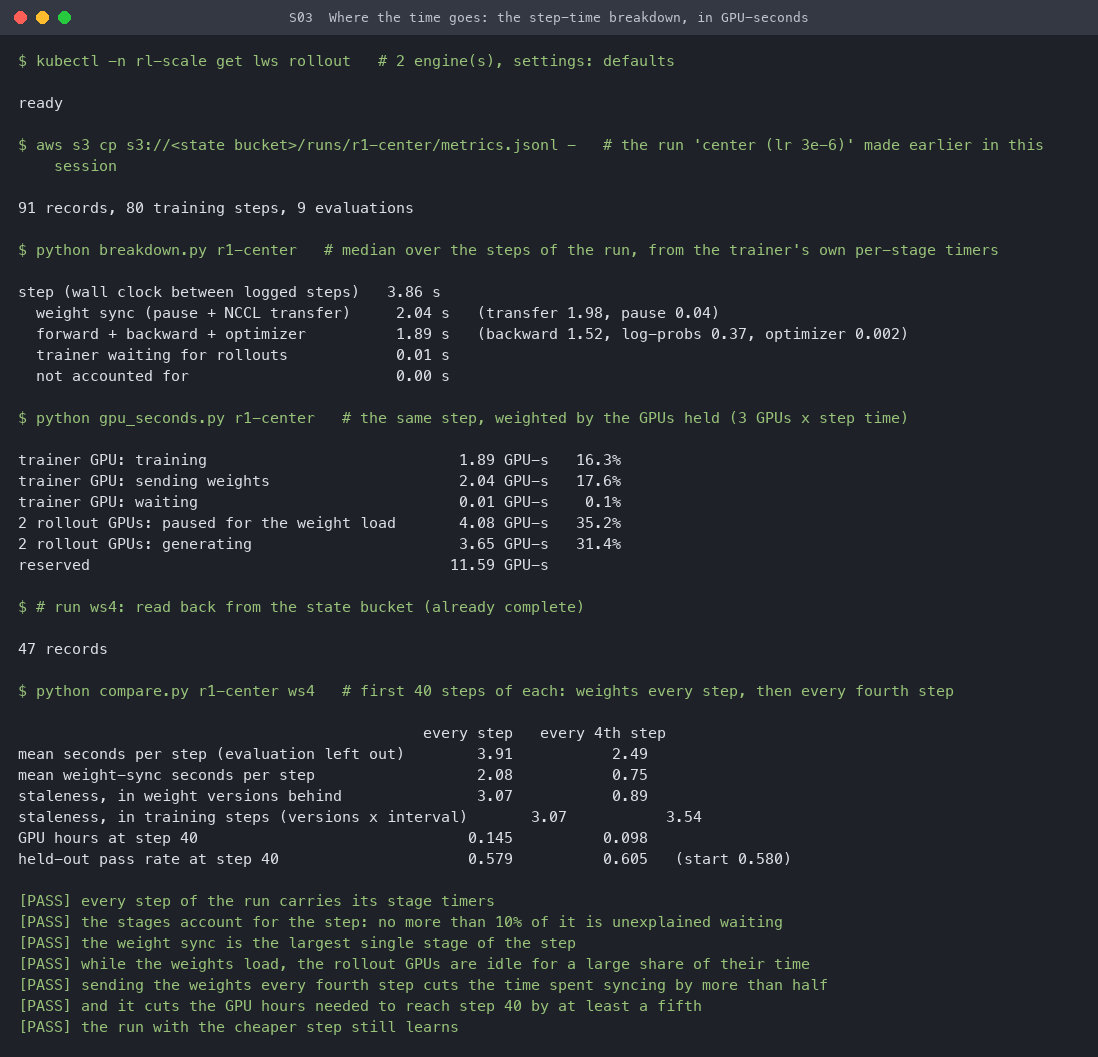 S03  Where the time goes: the step-time breakdown, in GPU-seconds
$ kubectl -n rl-scale get lws rollout   # 2 engine(s), settings: defaults
ready
$ aws s3 cp s3://<state bucket>/runs/r1-center/metrics.jsonl -   # the run 'center (lr 3e-6)' made earlier in this
    session
91 records, 80 training steps, 9 evaluations
$ python breakdown.py r1-center   # median over the steps of the run, from the trainer's own per-stage timers
step (wall clock between logged steps)   3.86 s
  weight sync (pause + NCCL transfer)     2.04 s   (transfer 1.98, pause 0.04)
  forward + backward + optimizer          1.89 s   (backward 1.52, log-probs 0.37, optimizer 0.002)
  trainer waiting for rollouts            0.01 s
  not accounted for                       0.00 s
$ python gpu_seconds.py r1-center   # the same step, weighted by the GPUs held (3 GPUs x step time)
trainer GPU: training                            1.89 GPU-s   16.3%
trainer GPU: sending weights                     2.04 GPU-s   17.6%
trainer GPU: waiting                             0.01 GPU-s    0.1%
2 rollout GPUs: paused for the weight load       4.08 GPU-s   35.2%
2 rollout GPUs: generating                       3.65 GPU-s   31.4%
reserved                                        11.59 GPU-s
$ # run ws4: read back from the state bucket (already complete)
47 records
$ python compare.py r1-center ws4   # first 40 steps of each: weights every step, then every fourth step
                                             every step   every 4th step
mean seconds per step (evaluation left out)        3.91           2.49
mean weight-sync seconds per step                  2.08           0.75
staleness, in weight versions behind               3.07           0.89
staleness, in training steps (versions x interval)       3.07           3.54
GPU hours at step 40                              0.145          0.098
held-out pass rate at step 40                     0.579          0.605   (start 0.580)
[PASS] every step of the run carries its stage timers
[PASS] the stages account for the step: no more than 10% of it is unexplained waiting
[PASS] the weight sync is the largest single stage of the step
[PASS] while the weights load, the rollout GPUs are idle for a large share of their time
[PASS] sending the weights every fourth step cuts the time spent syncing by more than half
[PASS] and it cuts the GPU hours needed to reach step 40 by at least a fifth
[PASS] the run with the cheaper step still learns